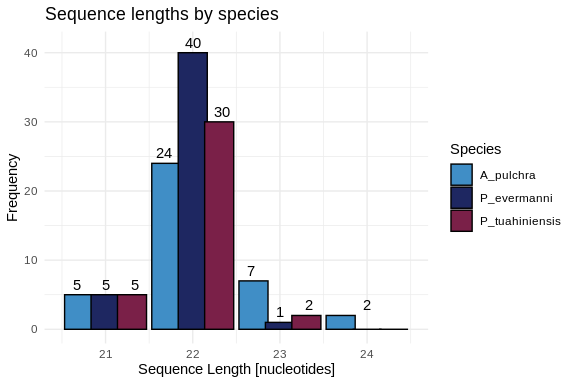 Sequence lengths by species
40
30
20
10
0
Frequency
5 5 5
24 40 30
7 1 2
2
21 22 23 24
Sequence Length [nucleotides]
Species
A_pulchra
P_evermanni
P_tuahiniensis